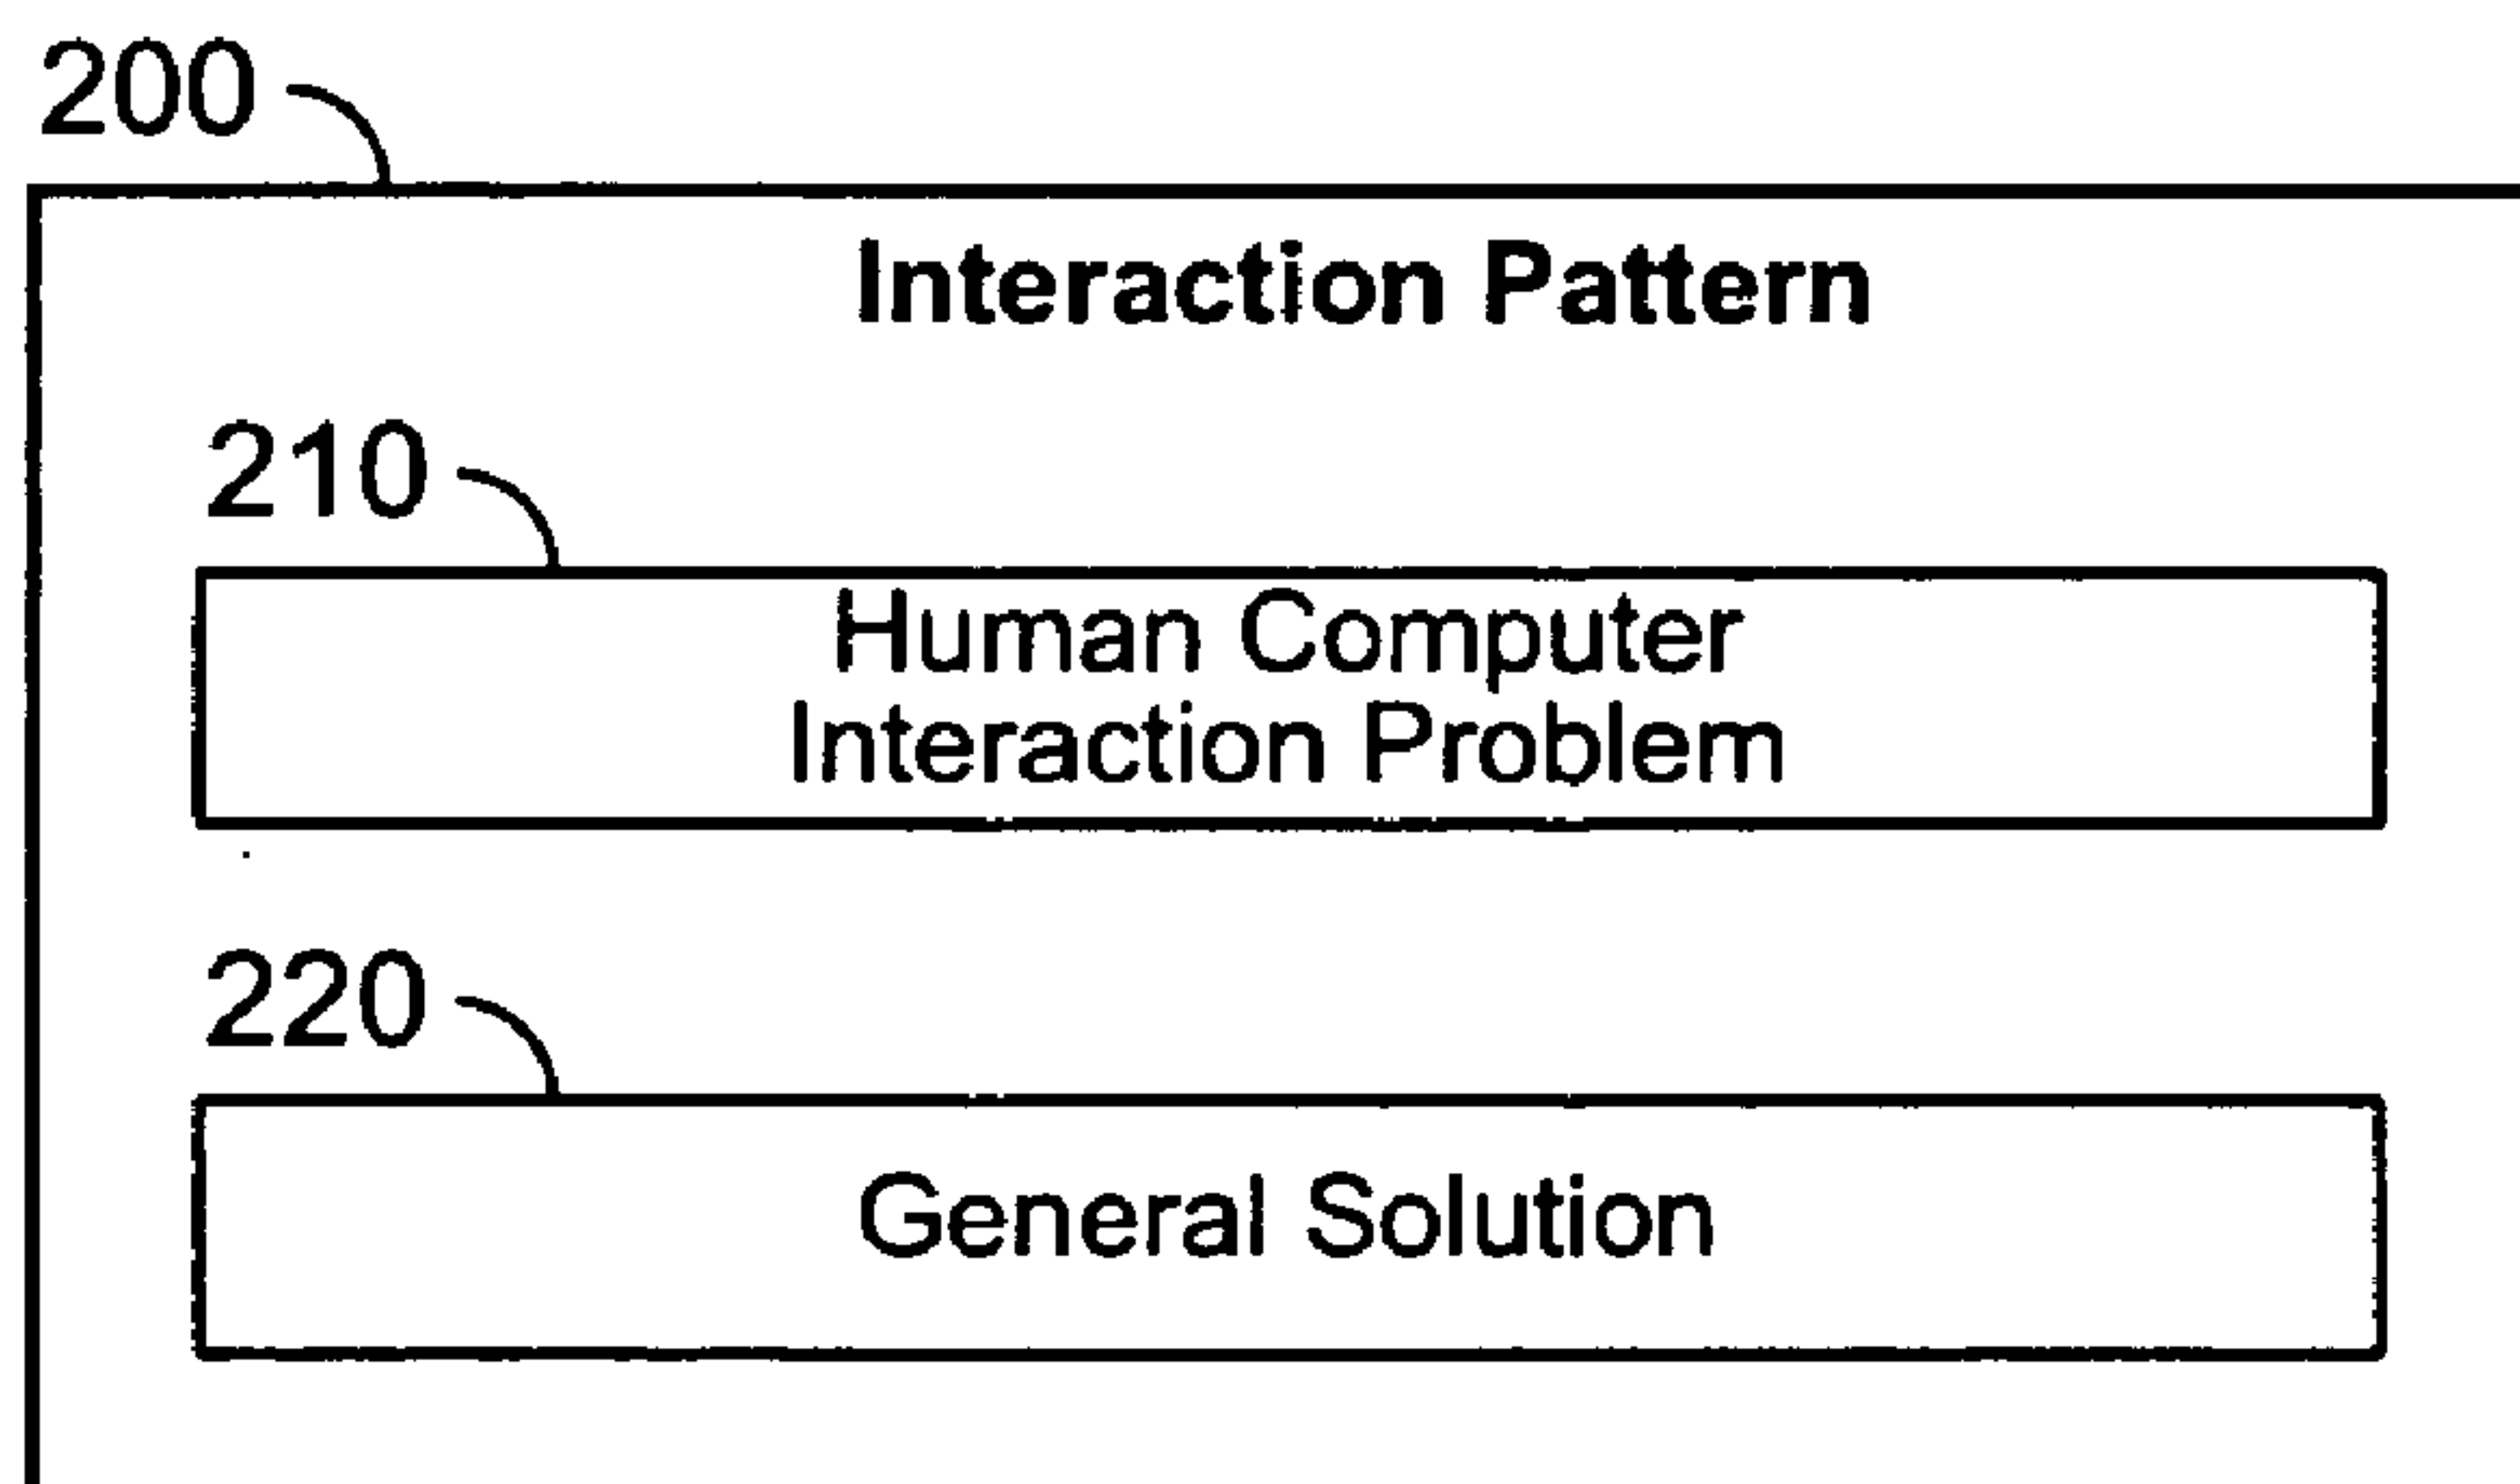 200
Interaction Pattern
210
Human Computer
Interaction Problem
220
General Solution